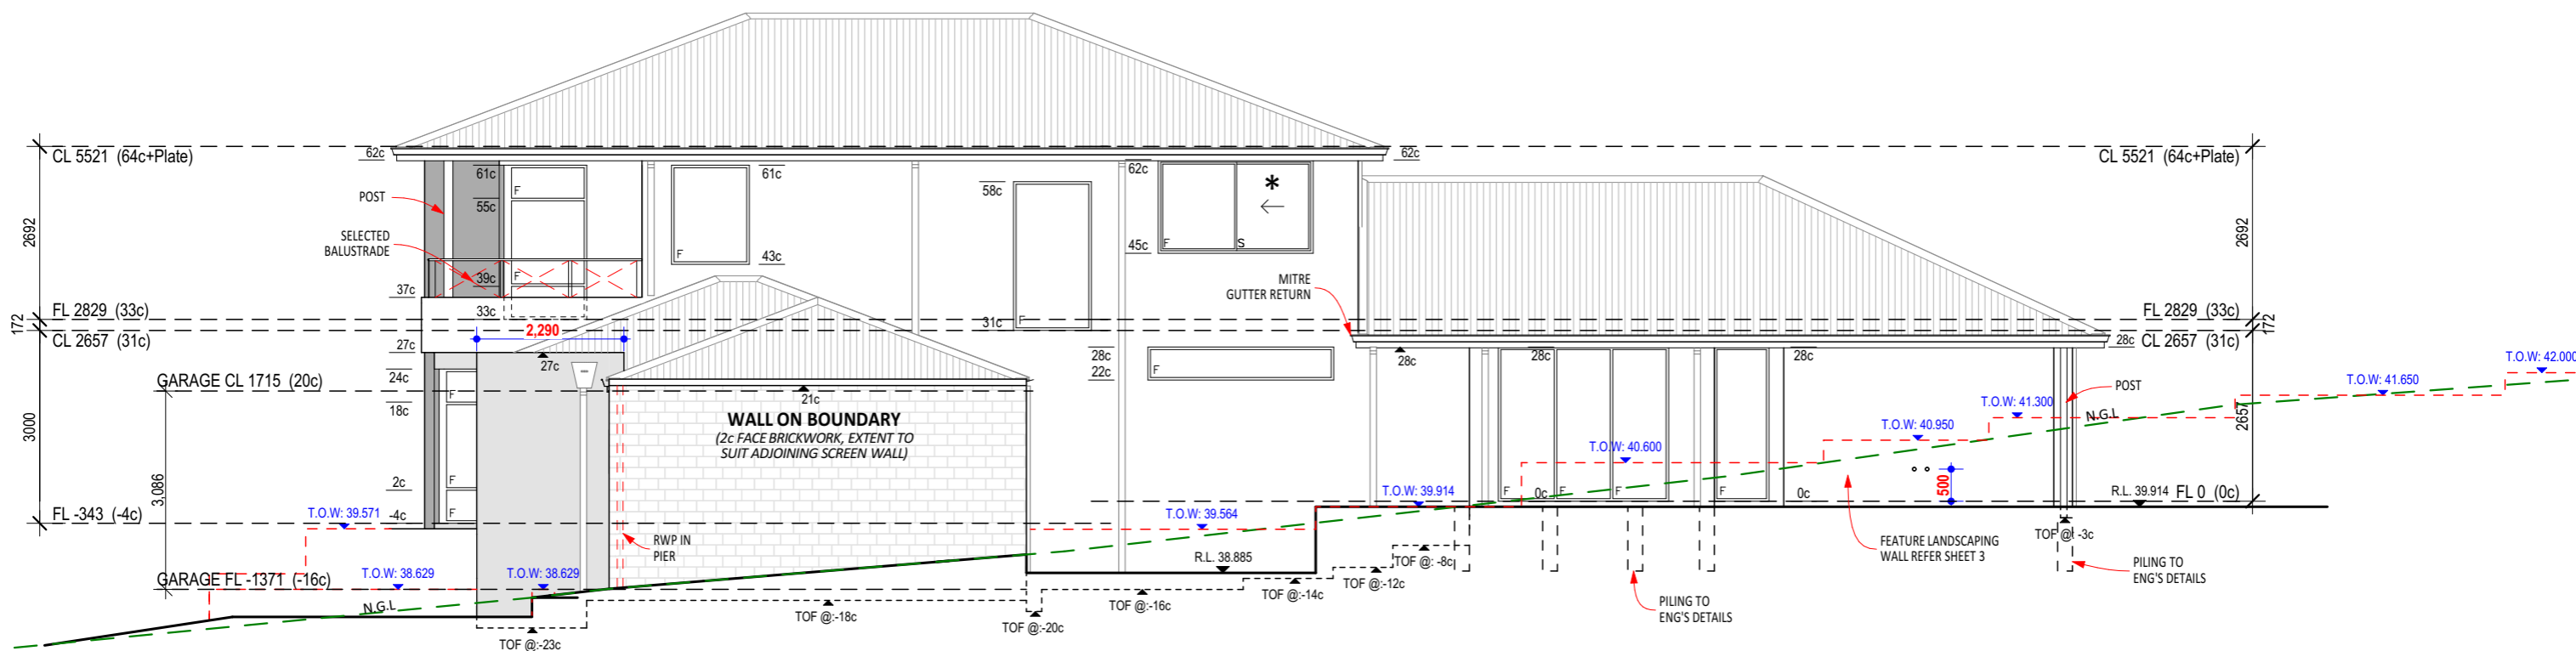 CL 5521 (64c+Plate)
2692
POST
SELECTED
BALUSTRADE
FL 2829 (33c)
172
CL 2657 (31c)
GARAGE CL 1715 (20c)
3000
3,086
FL -343 (-4c)
GARAGE FL -1371 (-16c)
T.O.W: 39.571
T.O.W: 38.629
N.G.L
62c
61c
55c
39c
37c
33c
27c
24c
18c
2c
-4c
F
F
F
F
F
2,290
27c
T.O.W: 38.629
TOF @:-23c
RWP IN
PIER
61c
43c
F
21c
WALL ON BOUNDARY
(2c FACE BRICKWORK, EXTENT TO
SUIT ADJOINING SCREEN WALL)
TOF @:-18c
58c
31c
F
62c
45c
F
S
*
28c
22c
F
62c
MITRE
GUTTER RETURN
T.O.W: 39.564
R.L. 38.885
TOF @:-20c
TOF @:-16c
TOF @:-14c
TOF @:-12c
TOF @: -8c
T.O.W: 39.914
28c
28c
28c
F
0c
F
F
F
0c
T.O.W: 40.600
T.O.W: 40.950
T.O.W: 41.300
T.O.W: 41.650
T.O.W: 42.000
N.G.L
500
PILING TO
ENG'S DETAILS
FEATURE LANDSCAPING
WALL REFER SHEET 3
TOF @: -3c
PILING TO
ENG'S DETAILS
POST
28c
CL 5521 (64c+Plate)
2692
FL 2829 (33c)
172
CL 2657 (31c)
2657
R.L. 39.914
FL 0 (0c)